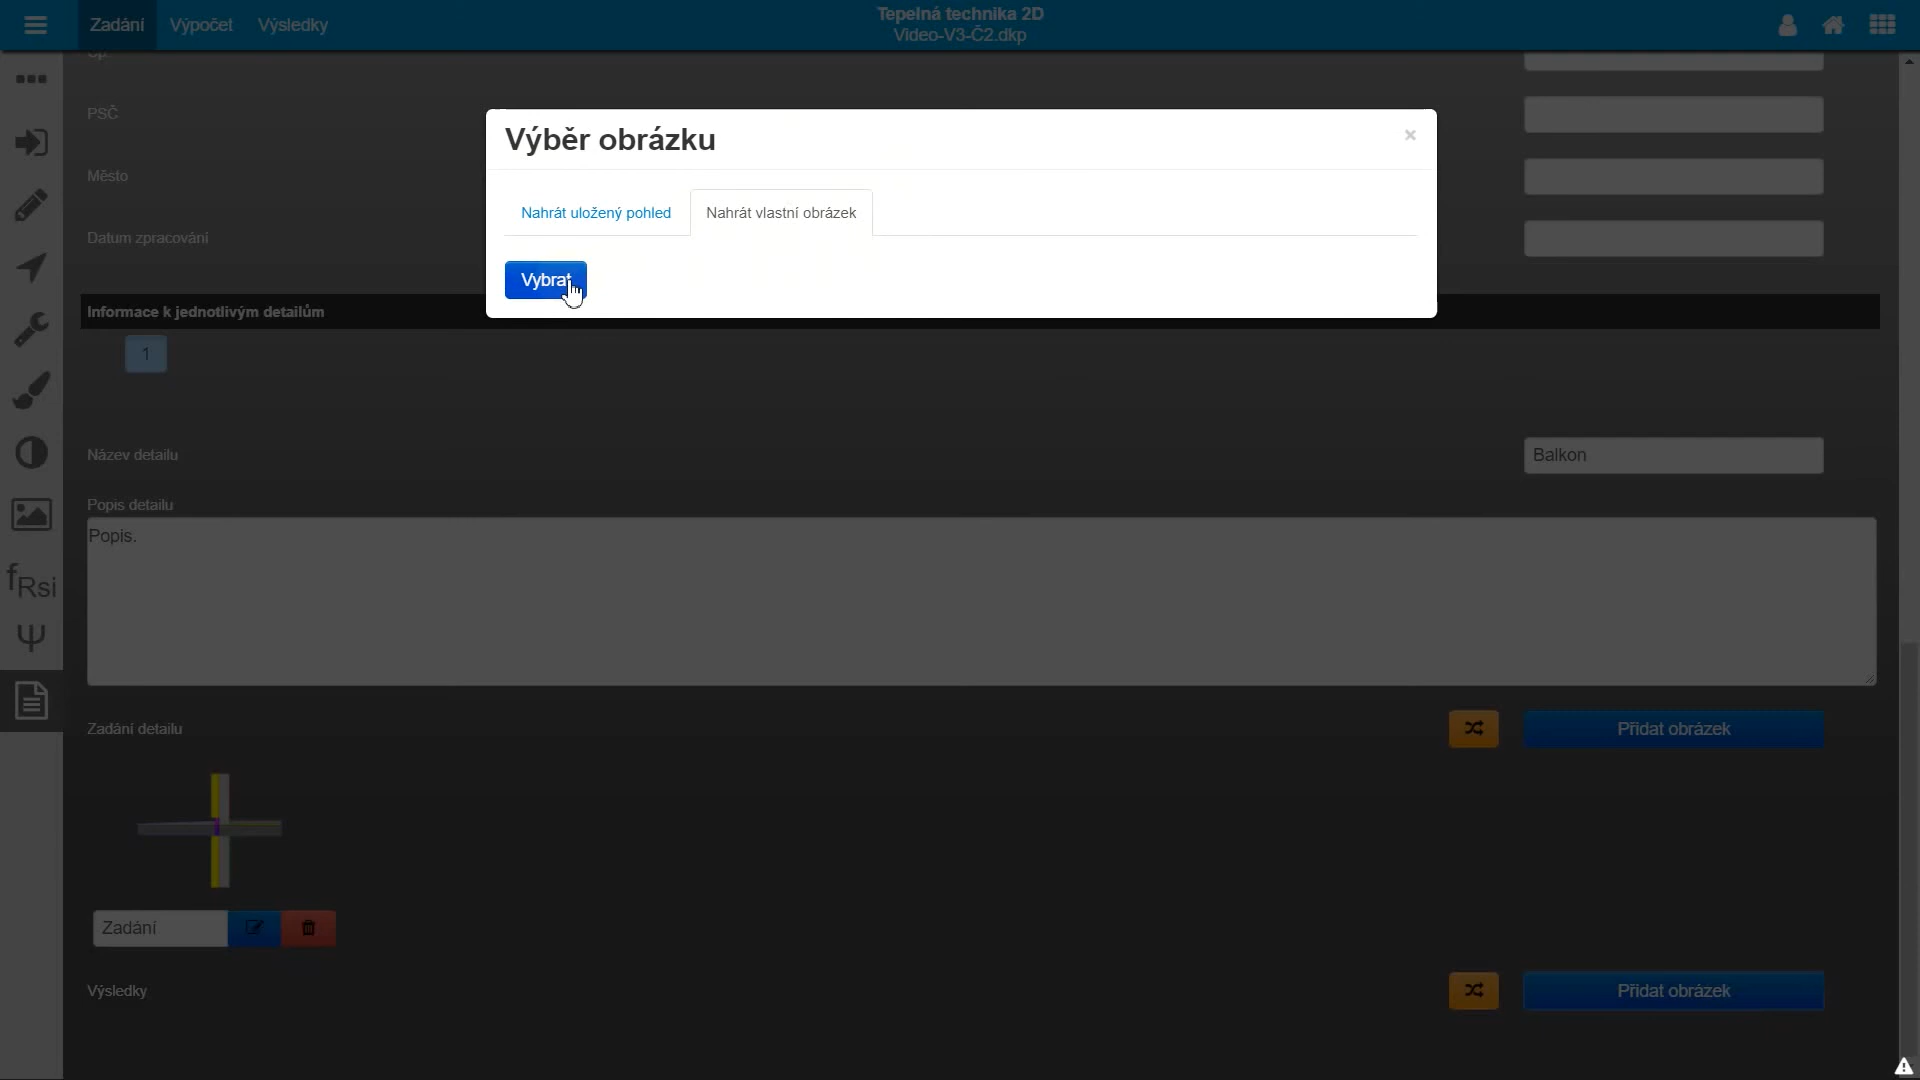 Zadání Výpočet Výsledky
Tepelná technika 2D
Video-V3-Č2.dkp
PSČ
Město
Datum zpracování
Výběr obrázku
×
Nahrát uložený pohled
Nahrát vlastní obrázek
Vybrat
Informace k jednotlivým detailům
1
Název detailu
Balkon
Popis detailu
Popis.
fRsi
Ψ
Zadání detailu
Přidat obrázek
Zadání
Výsledky
Přidat obrázek